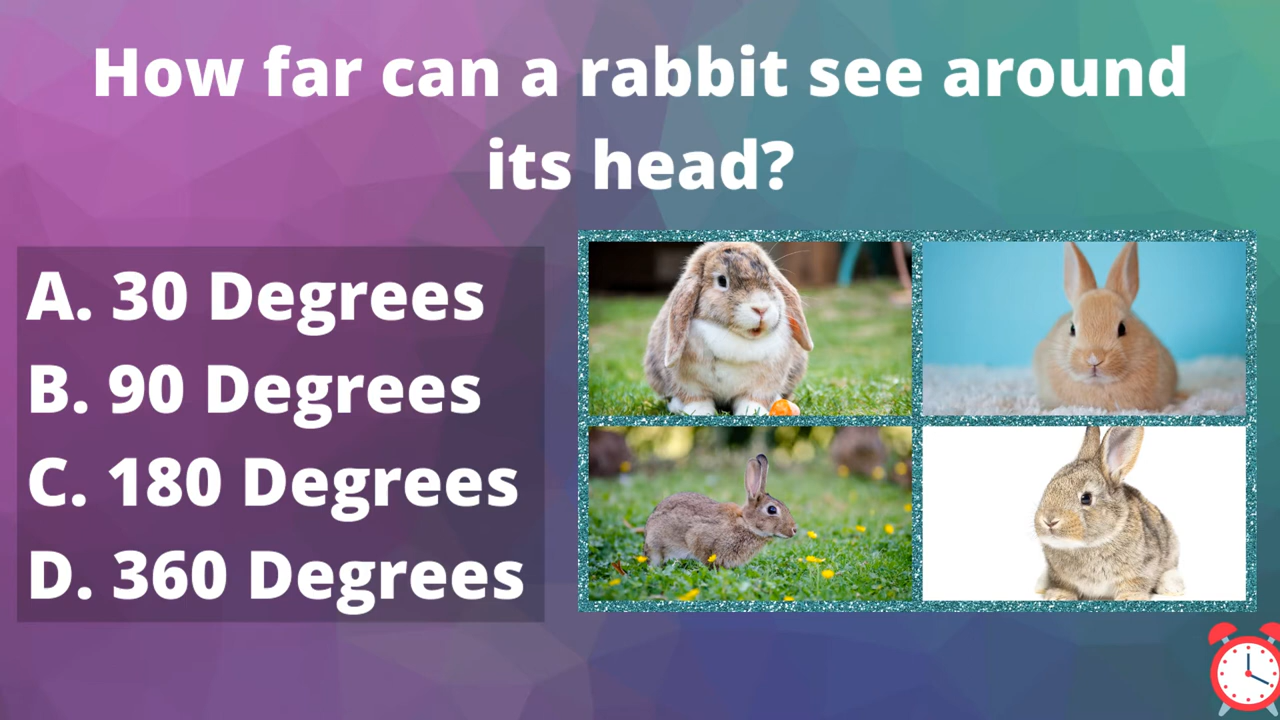 How far can a rabbit see around
its head?
A. 30 Degrees
B. 90 Degrees
C. 180 Degrees
D. 360 Degrees